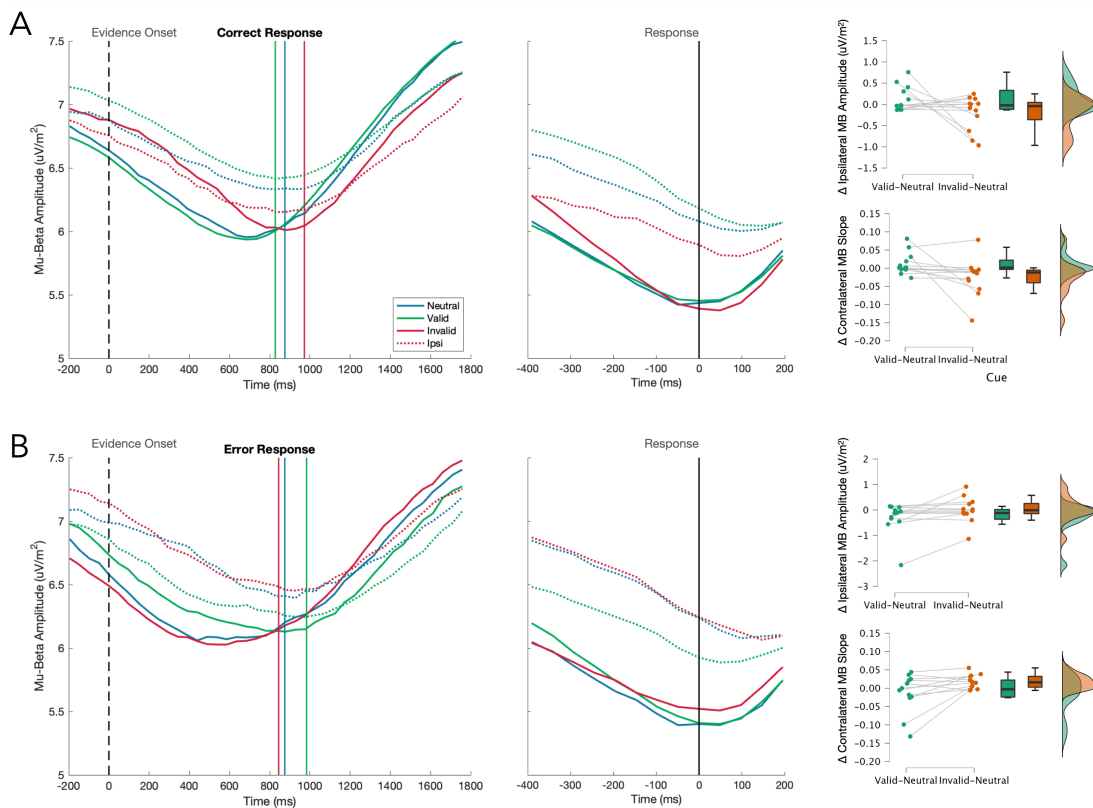 A
Evidence Onset
Correct Response
Response
7.5
7
6.5
6
5.5
5
Mu-Beta Amplitude (uV/m²)
Neutral
Valid
Invalid
Ipsi
-200 0 200 400 600 800 1000 1200 1400 1600 1800
Time (ms)
-400 -300 -200 -100 0 100 200
Time (ms)
Δ Ipsilateral MB Amplitude (uV/m²)
1.5
1.0
0.5
0.0
-0.5
-1.0
-1.5
Valid-Neutral Invalid-Neutral
Δ Contralateral MB Slope
0.15
0.10
0.05
0.00
-0.05
-0.10
-0.15
-0.20
Valid-Neutral Invalid-Neutral
Cue
B
Evidence Onset
Error Response
Response
7.5
7
6.5
6
5.5
5
Mu-Beta Amplitude (uV/m²)
-200 0 200 400 600 800 1000 1200 1400 1600 1800
Time (ms)
-400 -300 -200 -100 0 100 200
Time (ms)
Δ Ipsilateral MB Amplitude (uV/m²)
2
1
0
-1
-2
-3
Valid-Neutral Invalid-Neutral
Δ Contralateral MB Slope
0.15
0.10
0.05
0.00
-0.05
-0.10
-0.15
-0.20
Valid-Neutral Invalid-Neutral